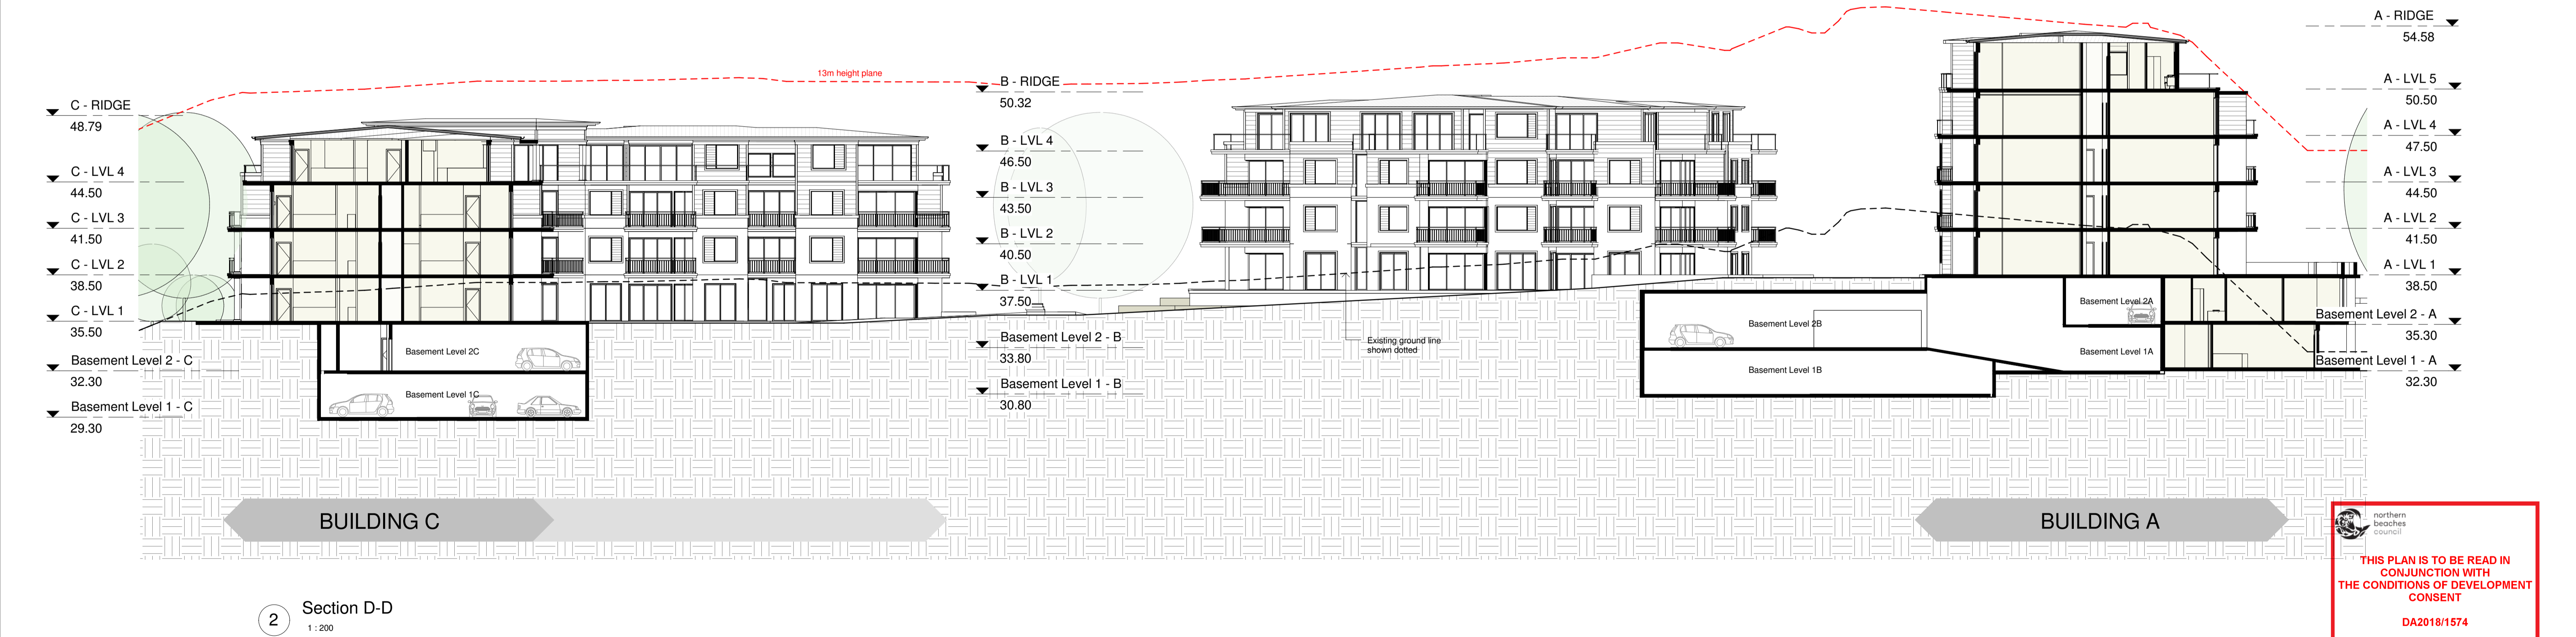 13m height plane
C - RIDGE
48.79
C - LVL 4
44.50
C - LVL 3
41.50
C - LVL 2
38.50
C - LVL 1
35.50
Basement Level 2 - C
32.30
Basement Level 1 - C
29.30
Basement Level 2C
Basement Level 1C
B - RIDGE
50.32
B - LVL 4
46.50
B - LVL 3
43.50
B - LVL 2
40.50
B - LVL 1
37.50
Basement Level 2 - B
33.80
Basement Level 1 - B
30.80
Existing ground line
shown dotted
Basement Level 2B
Basement Level 1B
Basement Level 2A
Basement Level 1A
A - RIDGE
54.58
A - LVL 5
50.50
A - LVL 4
47.50
A - LVL 3
44.50
A - LVL 2
41.50
A - LVL 1
38.50
Basement Level 2 - A
35.30
Basement Level 1 - A
32.30
BUILDING C
BUILDING A
2
Section D-D
1 : 200
northern
beaches
council
THIS PLAN IS TO BE READ IN
CONJUNCTION WITH
THE CONDITIONS OF DEVELOPMENT
CONSENT
DA2018/1574